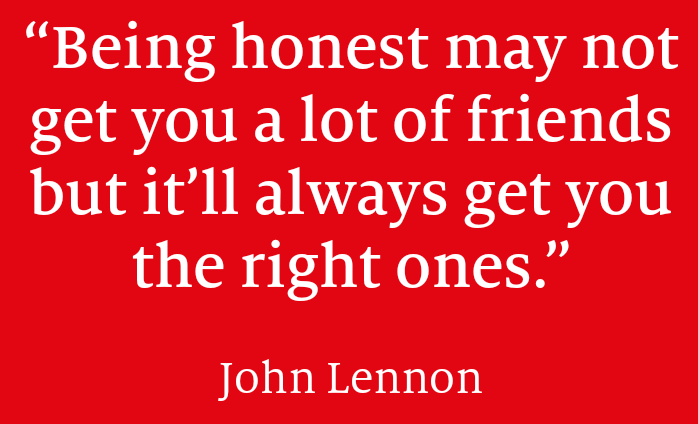 “Being honest may not
get you a lot of friends
but it’ll always get you
the right ones.”
John Lennon